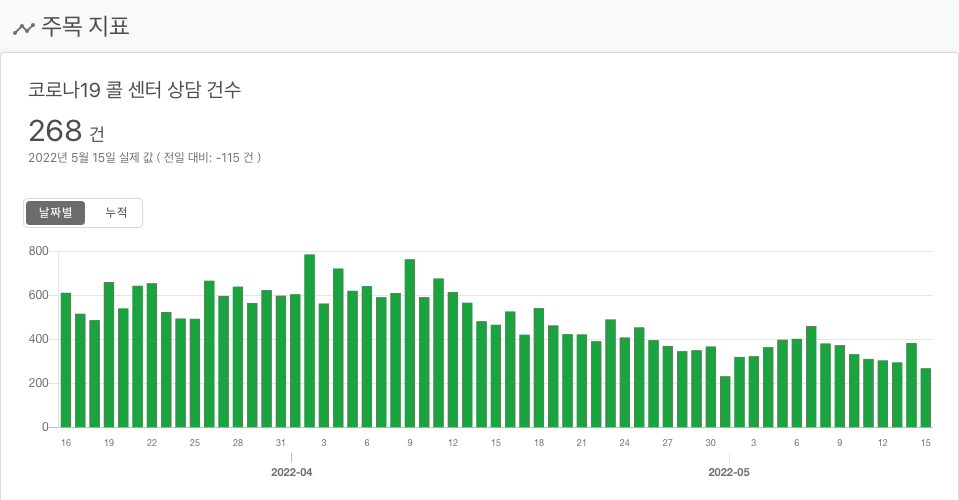 주목 지표
코로나19 콜 센터 상담 건수
268 건
2022년 5월 15일 실제 값 ( 전일 대비: -115 건 )
날짜별 누적
800
600
400
200
0
16 19 22 25 28 31 3 6 9 12 15 18 21 24 27 30 3 6 9 12 15
2022-04 2022-05